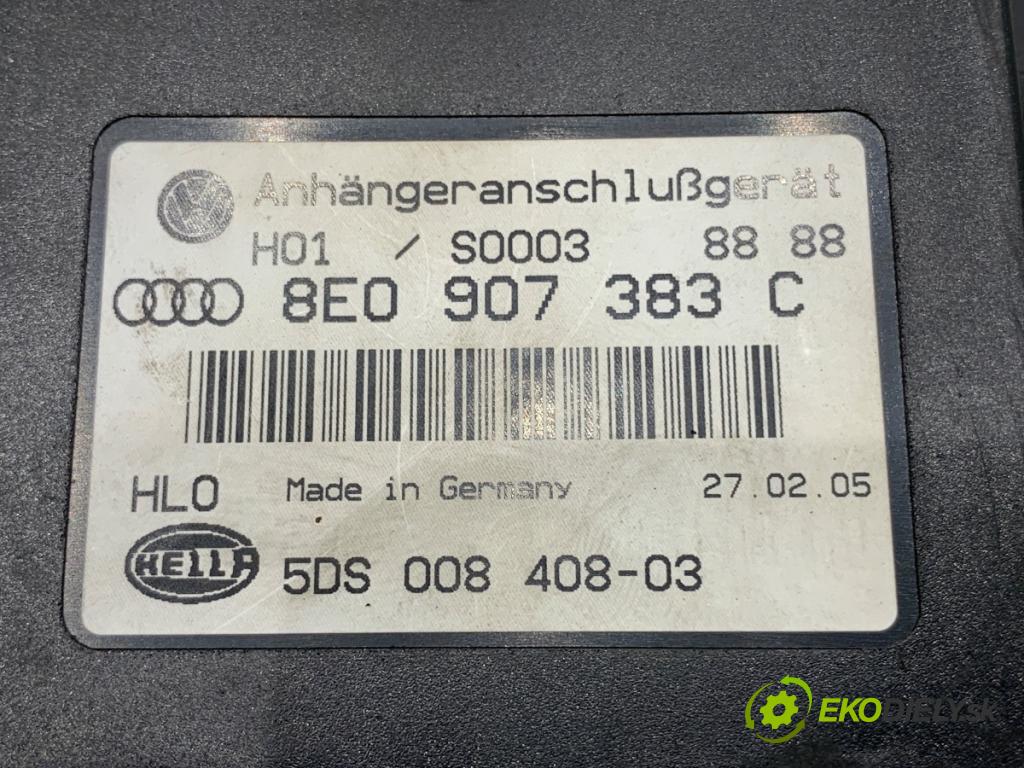 Anhängeranschlußgerät
H01 / S0003 88 88
8E0 907 383 C
HLO Made in Germany 27.02.05
HELLA 5DS 008 408-03
EKODIELY.SK